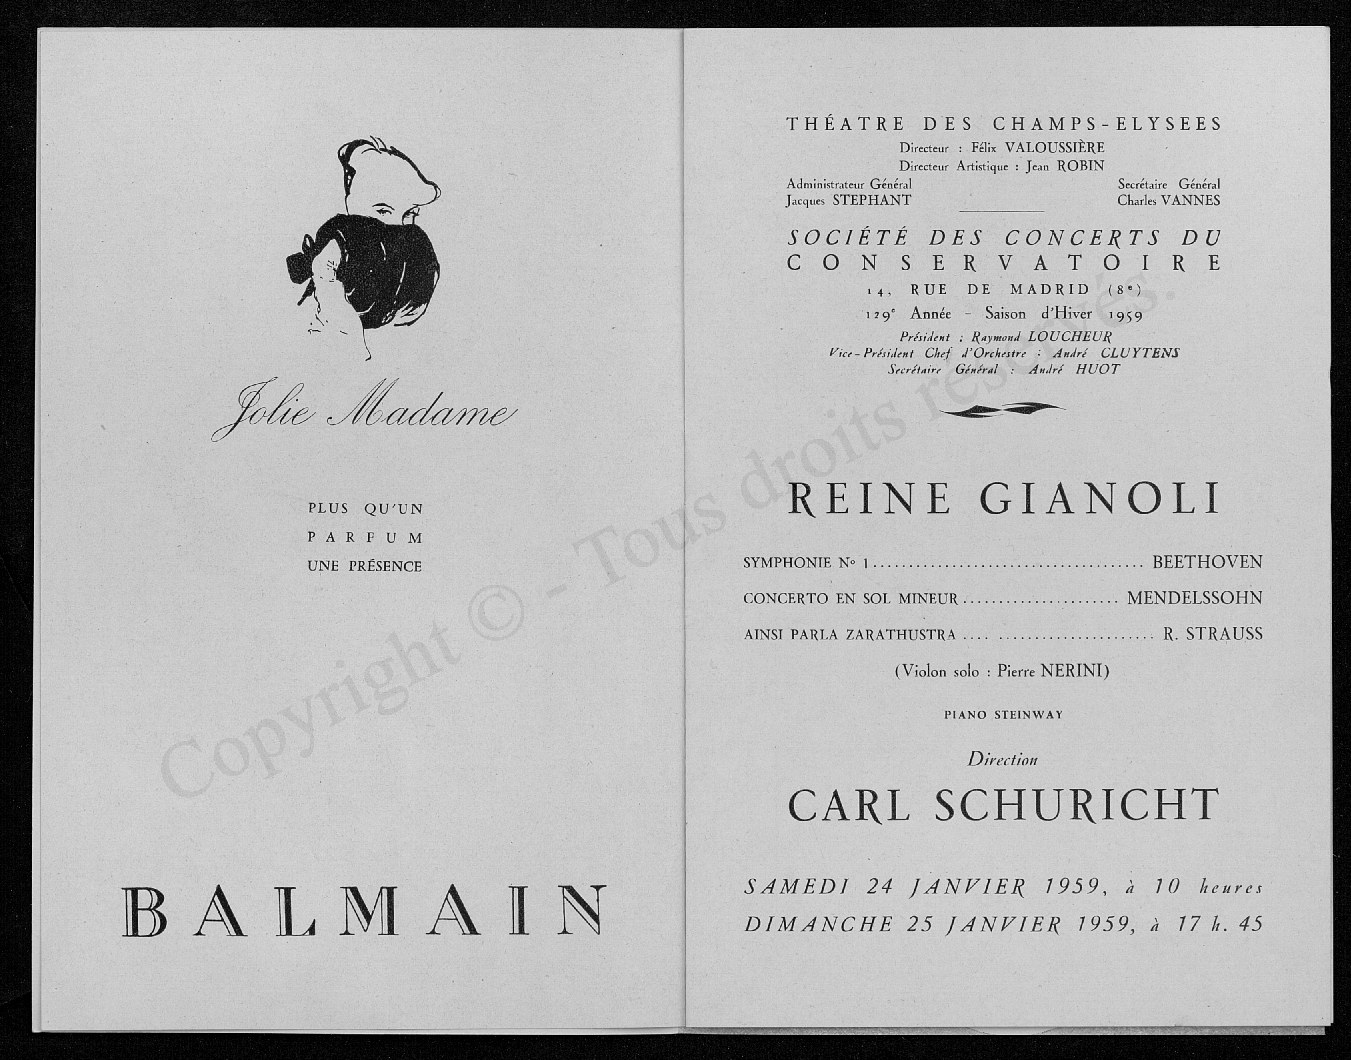 Jolie Madame
PLUS QU'UN
PARFUM
UNE PRÉSENCE
BALMAIN
THÉATRE DES CHAMPS-ELYSEES
Directeur : Félix VALOUSSIÈRE
Directeur Artistique : Jean ROBIN
Administrateur Général Secrétaire Général
Jacques STEPHANT Charles VANNES
SOCIÉTÉ DES CONCERTS DU
CONSERVATOIRE
14, RUE DE MADRID (8e)
129e Année - Saison d'Hiver 1959
Président : Raymond LOUCHEUR
Vice-Président Chef d'Orchestre : André CLUYTENS
Secrétaire Général : André HUOT
REINE GIANOLI
SYMPHONIE No 1 ..................................... BEETHOVEN
CONCERTO EN SOL MINEUR ...................... MENDELSSOHN
AINSI PARLA ZARATHUSTRA .... ...................... R. STRAUSS
(Violon solo : Pierre NERINI)
PIANO STEINWAY
Direction
CARL SCHURICHT
SAMEDI 24 JANVIER 1959, à 10 heures
DIMANCHE 25 JANVIER 1959, à 17 h. 45
Copyright © - Tous droits réservés.